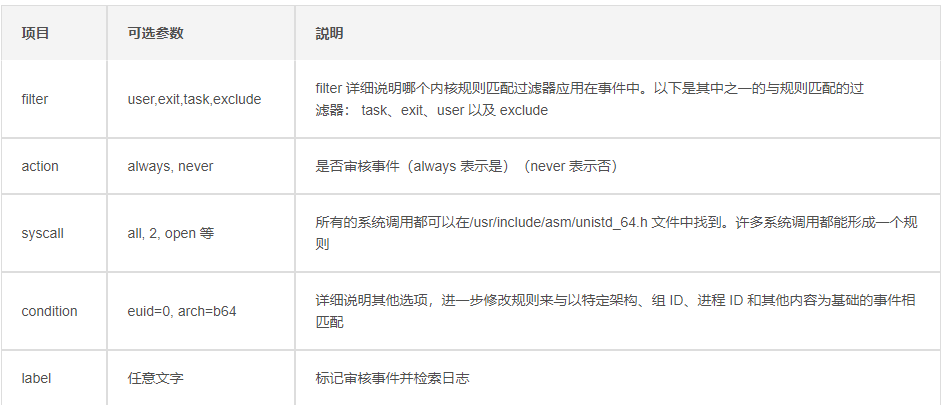 项目 可选参数 説明
filter user,exit,task,exclude filter 详细说明哪个内核规则匹配过滤器应用在事件中。以下是其中之一的与规则匹配的过
滤器： task、exit、user 以及 exclude
action always, never 是否审核事件（always 表示是）（never 表示否）
syscall all, 2, open 等 所有的系统调用都可以在/usr/include/asm/unistd_64.h 文件中找到。许多系统调用都能形成一个规
则
condition euid=0, arch=b64 详细说明其他选项，进一步修改规则来与以特定架构、组 ID、进程 ID 和其他内容为基础的事件相
匹配
label 任意文字 标记审核事件并检索日志